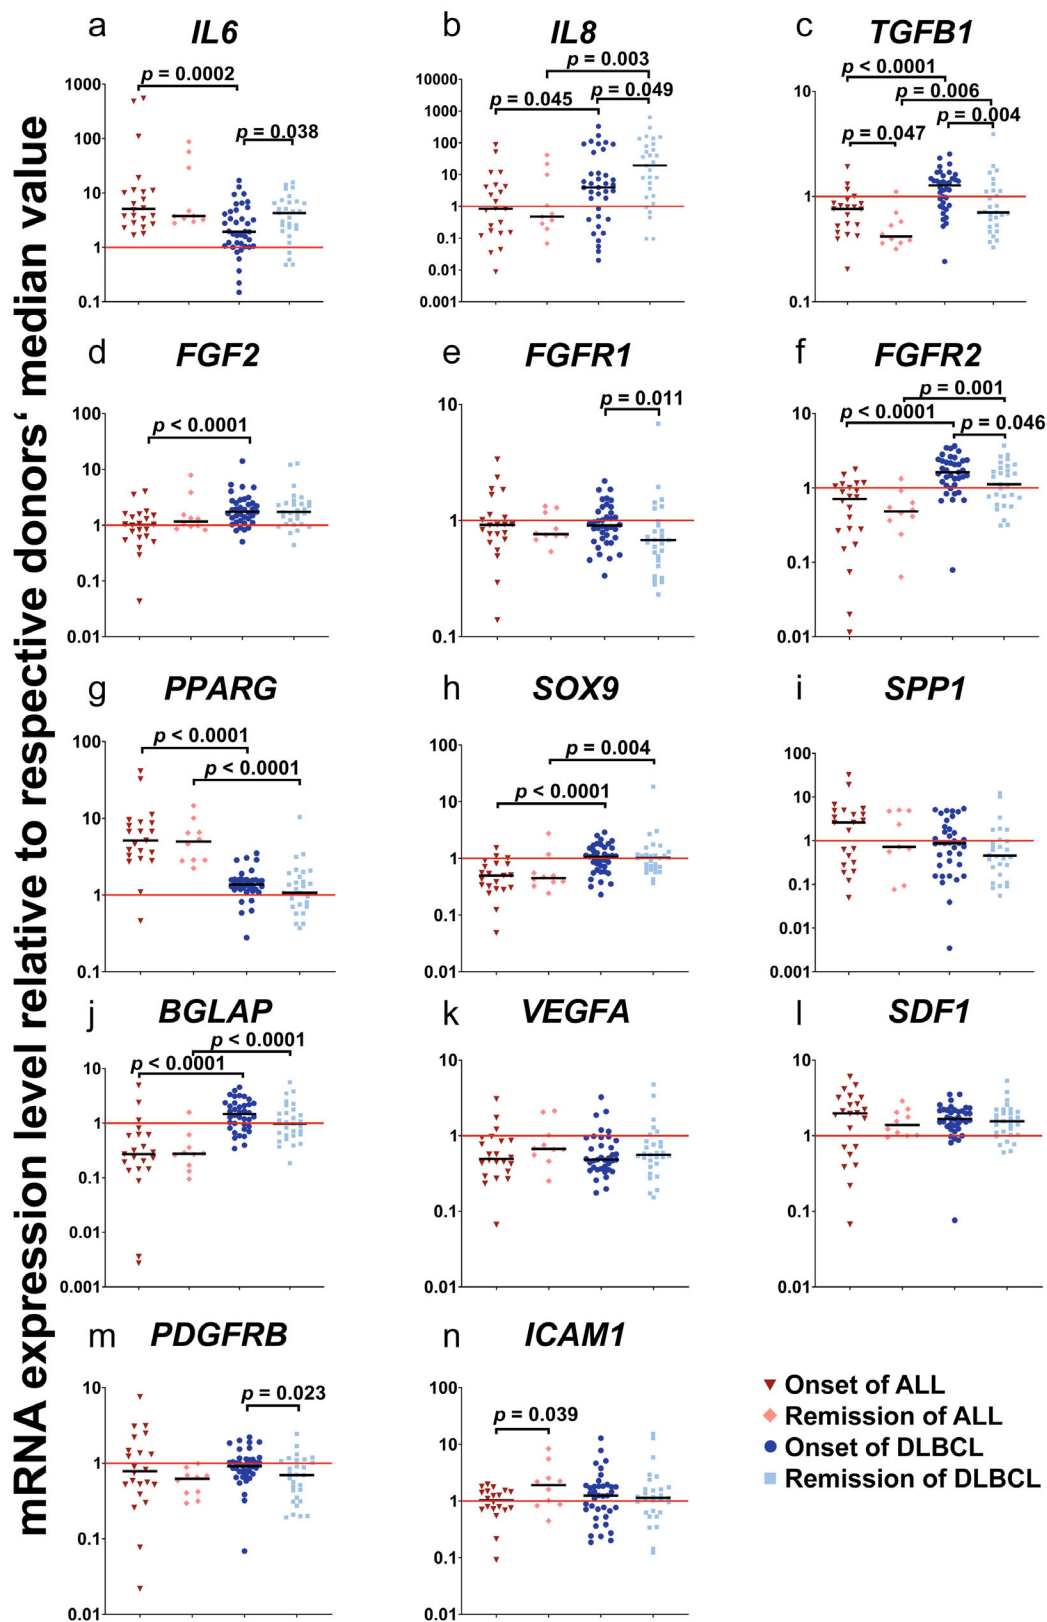 mRNA expression level relative to respective donors‘ median value
a
IL6
p = 0.0002
p = 0.038
1000
100
10
1
0.1
b
IL8
p = 0.003
p = 0.045
p = 0.049
10000
1000
100
10
1
0.1
0.01
0.001
c
TGFB1
p < 0.0001
p = 0.006
p = 0.004
p = 0.047
10
1
0.1
d
FGF2
p < 0.0001
100
10
1
0.1
0.01
e
FGFR1
p = 0.011
10
1
0.1
f
FGFR2
p = 0.001
p < 0.0001
p = 0.046
10
1
0.1
0.01
g
PPARG
p < 0.0001
p < 0.0001
100
10
1
0.1
h
SOX9
p = 0.004
p < 0.0001
100
10
1
0.1
0.01
i
SPP1
100
10
1
0.1
0.01
0.001
j
BGLAP
p < 0.0001
p < 0.0001
10
1
0.1
0.01
0.001
k
VEGFA
10
1
0.1
0.01
l
SDF1
10
1
0.1
0.01
m
PDGFRB
p = 0.023
10
1
0.1
0.01
n
ICAM1
p = 0.039
100
10
1
0.1
0.01
Onset of ALL
Remission of ALL
Onset of DLBCL
Remission of DLBCL